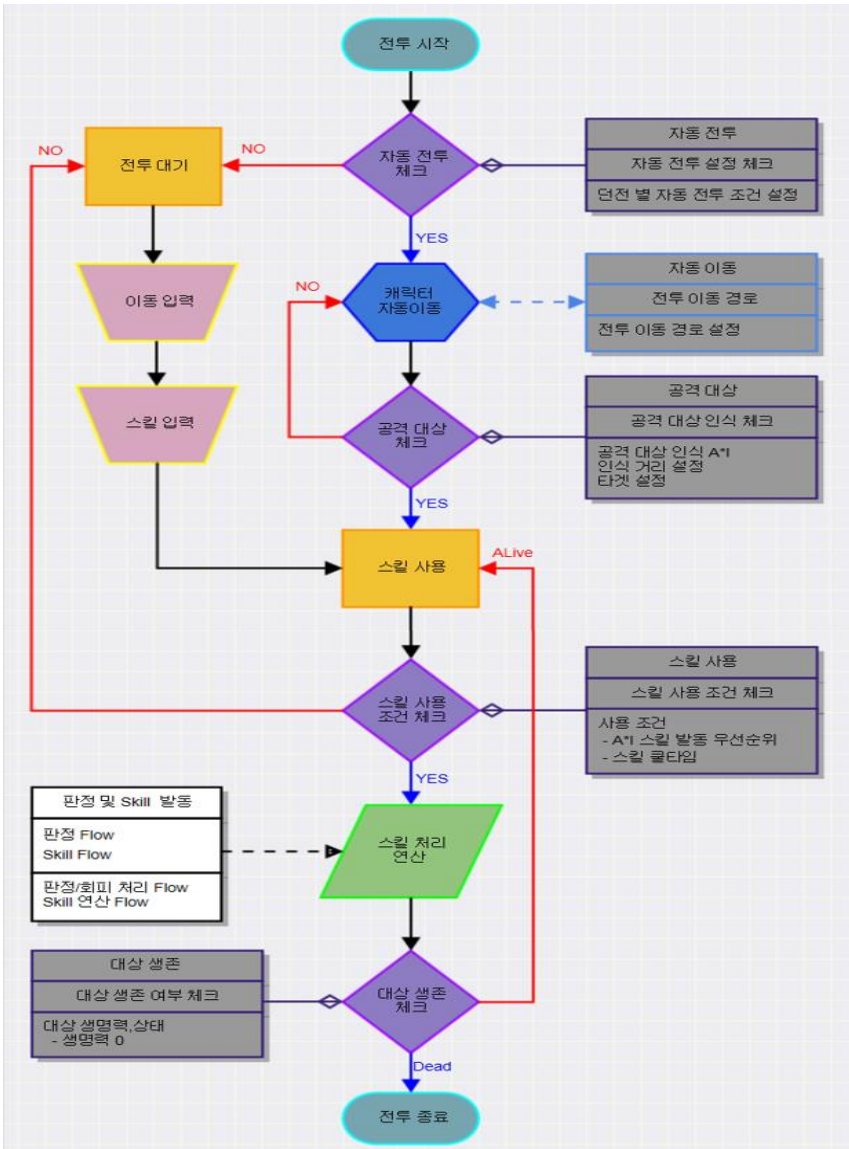 전투 시작
NO
전투 대기
NO
자동 전투
체크
자동 전투
자동 전투 설정 체크
던전 별 자동 전투 조건 설정
YES
이동 입력
NO
캐릭터
자동이동
자동 이동
전투 이동 경로
전투 이동 경로 설정
스킬 입력
공격 대상
체크
공격 대상
공격 대상 인식 체크
공격 대상 인식 A*I
인식 거리 설정
타겟 설정
YES
스킬 사용
ALive
스킬 사용
조건 체크
스킬 사용
스킬 사용 조건 체크
사용 조건
- A*I 스킬 발동 우선순위
- 스킬 쿨타임
YES
판정 및 Skill 발동
판정 Flow
Skill Flow
판정/회피 처리 Flow
Skill 연산 Flow
스킬 처리
연산
대상 생존
대상 생존 여부 체크
대상 생명력,상태
- 생명력 0
대상 생존
체크
Dead
전투 종료